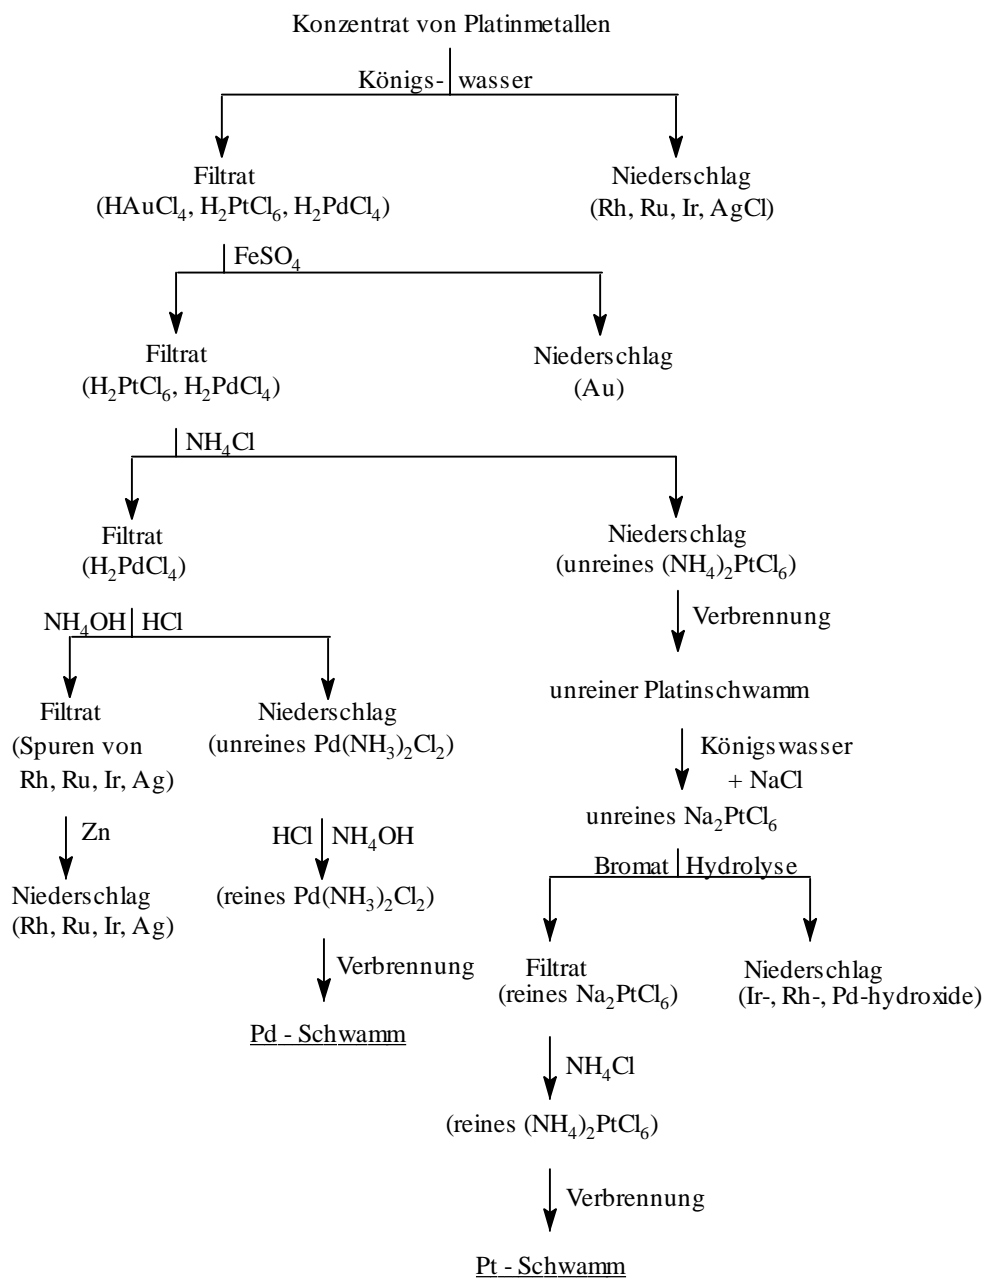 Konzentrat von Platinmetallen
Königs- wasser
Filtrat
(HAuCl₄, H₂PtCl₆, H₂PdCl₄)
Niederschlag
(Rh, Ru, Ir, AgCl)
FeSO₄
Filtrat
(H₂PtCl₆, H₂PdCl₄)
Niederschlag
(Au)
NH₄Cl
Filtrat
(H₂PdCl₄)
Niederschlag
(unreines (NH₄)₂PtCl₆)
NH₄OH HCl
Verbrennung
unreiner Platinschwamm
Filtrat
(Spuren von
Rh, Ru, Ir, Ag)
Niederschlag
(unreines Pd(NH₃)₂Cl₂)
Königswasser
+ NaCl
unreines Na₂PtCl₆
Zn
HCl NH₄OH
Bromat Hydrolyse
Niederschlag
(Rh, Ru, Ir, Ag)
(reines Pd(NH₃)₂Cl₂)
Verbrennung
Filtrat
(reines Na₂PtCl₆)
Niederschlag
(Ir-, Rh-, Pd-hydroxide)
Pd - Schwamm
NH₄Cl
(reines (NH₄)₂PtCl₆)
Verbrennung
Pt - Schwamm